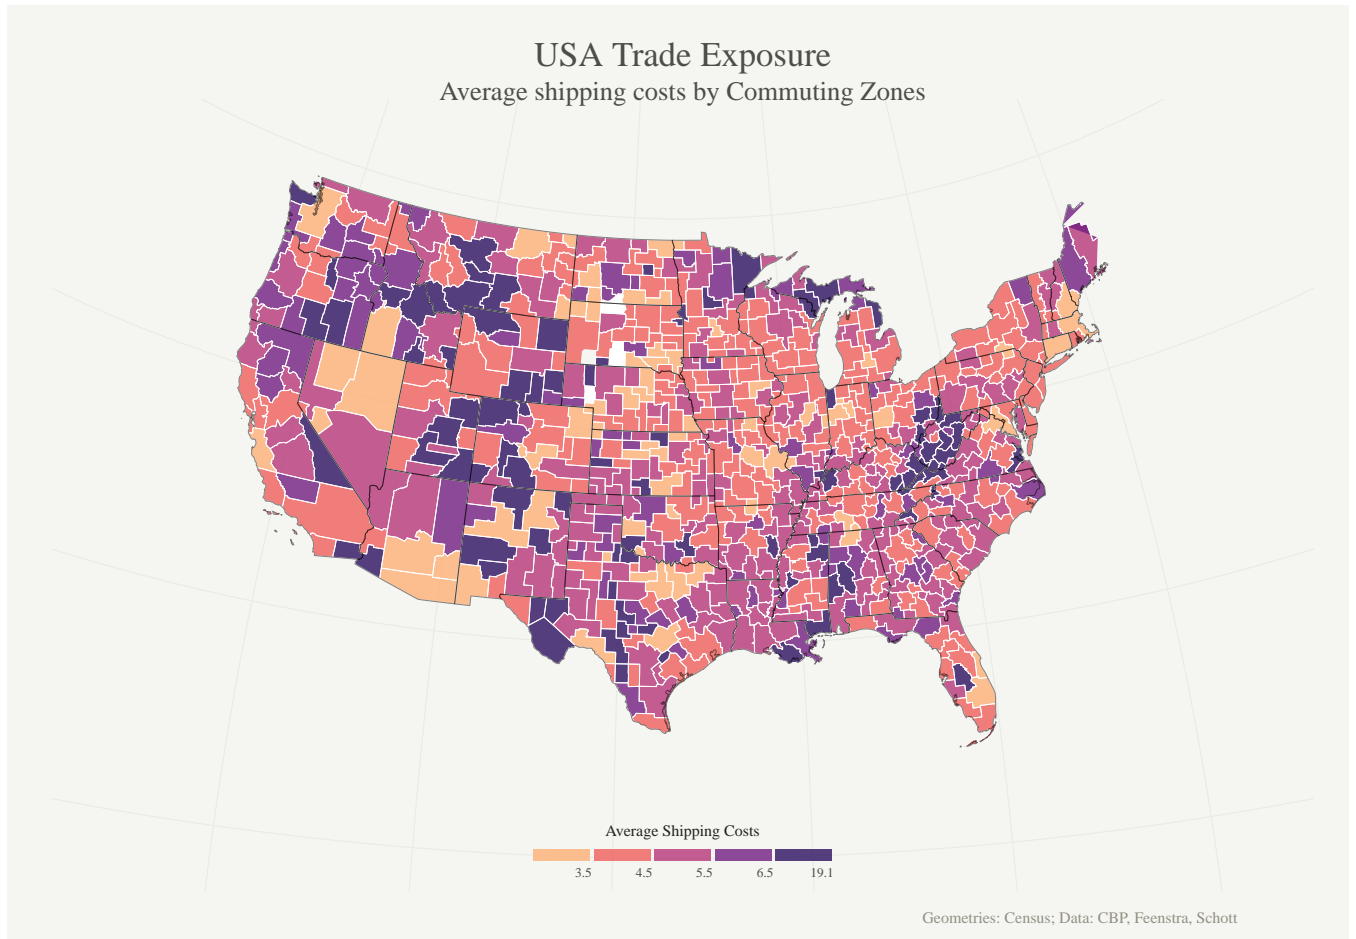 USA Trade Exposure
Average shipping costs by Commuting Zones
Average Shipping Costs
3.5 4.5 5.5 6.5 19.1
Geometries: Census; Data: CBP, Feenstra, Schott